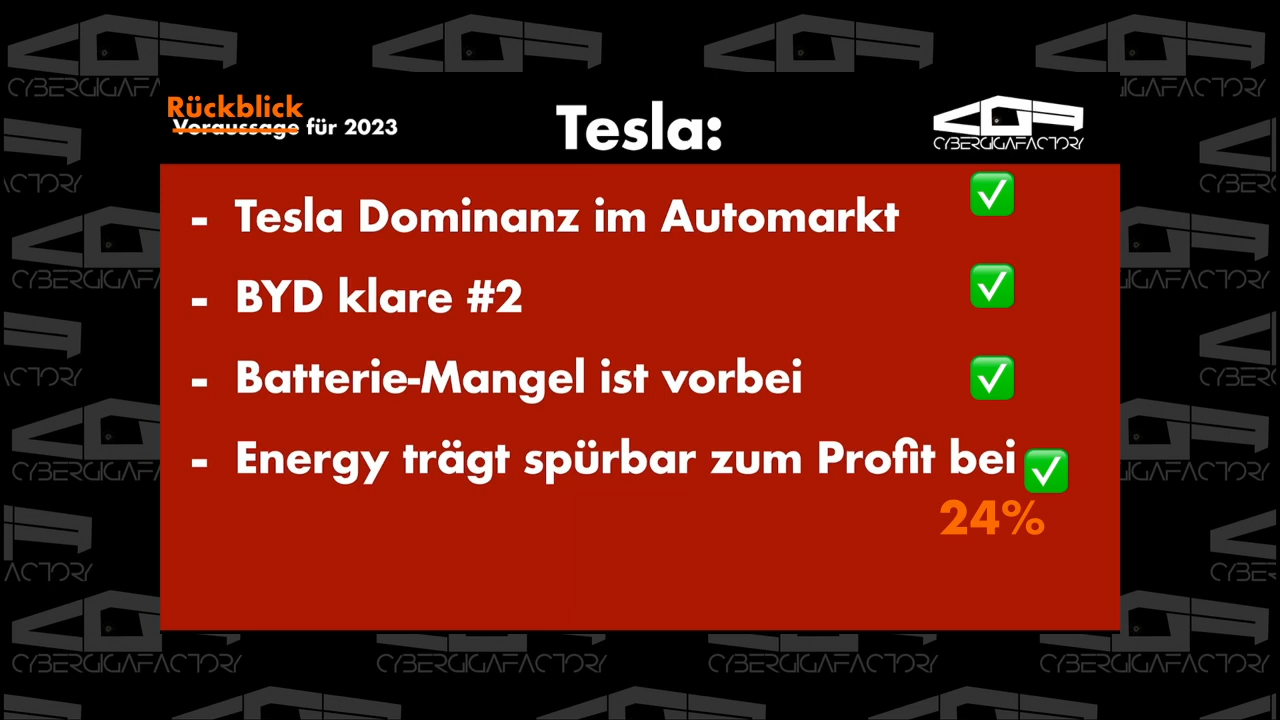 Rückblick
Voraussage für 2023
Tesla:
CYBERGIGAFACTORY
- Tesla Dominanz im Automarkt ✅
- BYD klare #2 ✅
- Batterie-Mangel ist vorbei ✅
- Energy trägt spürbar zum Profit bei ✅
24%